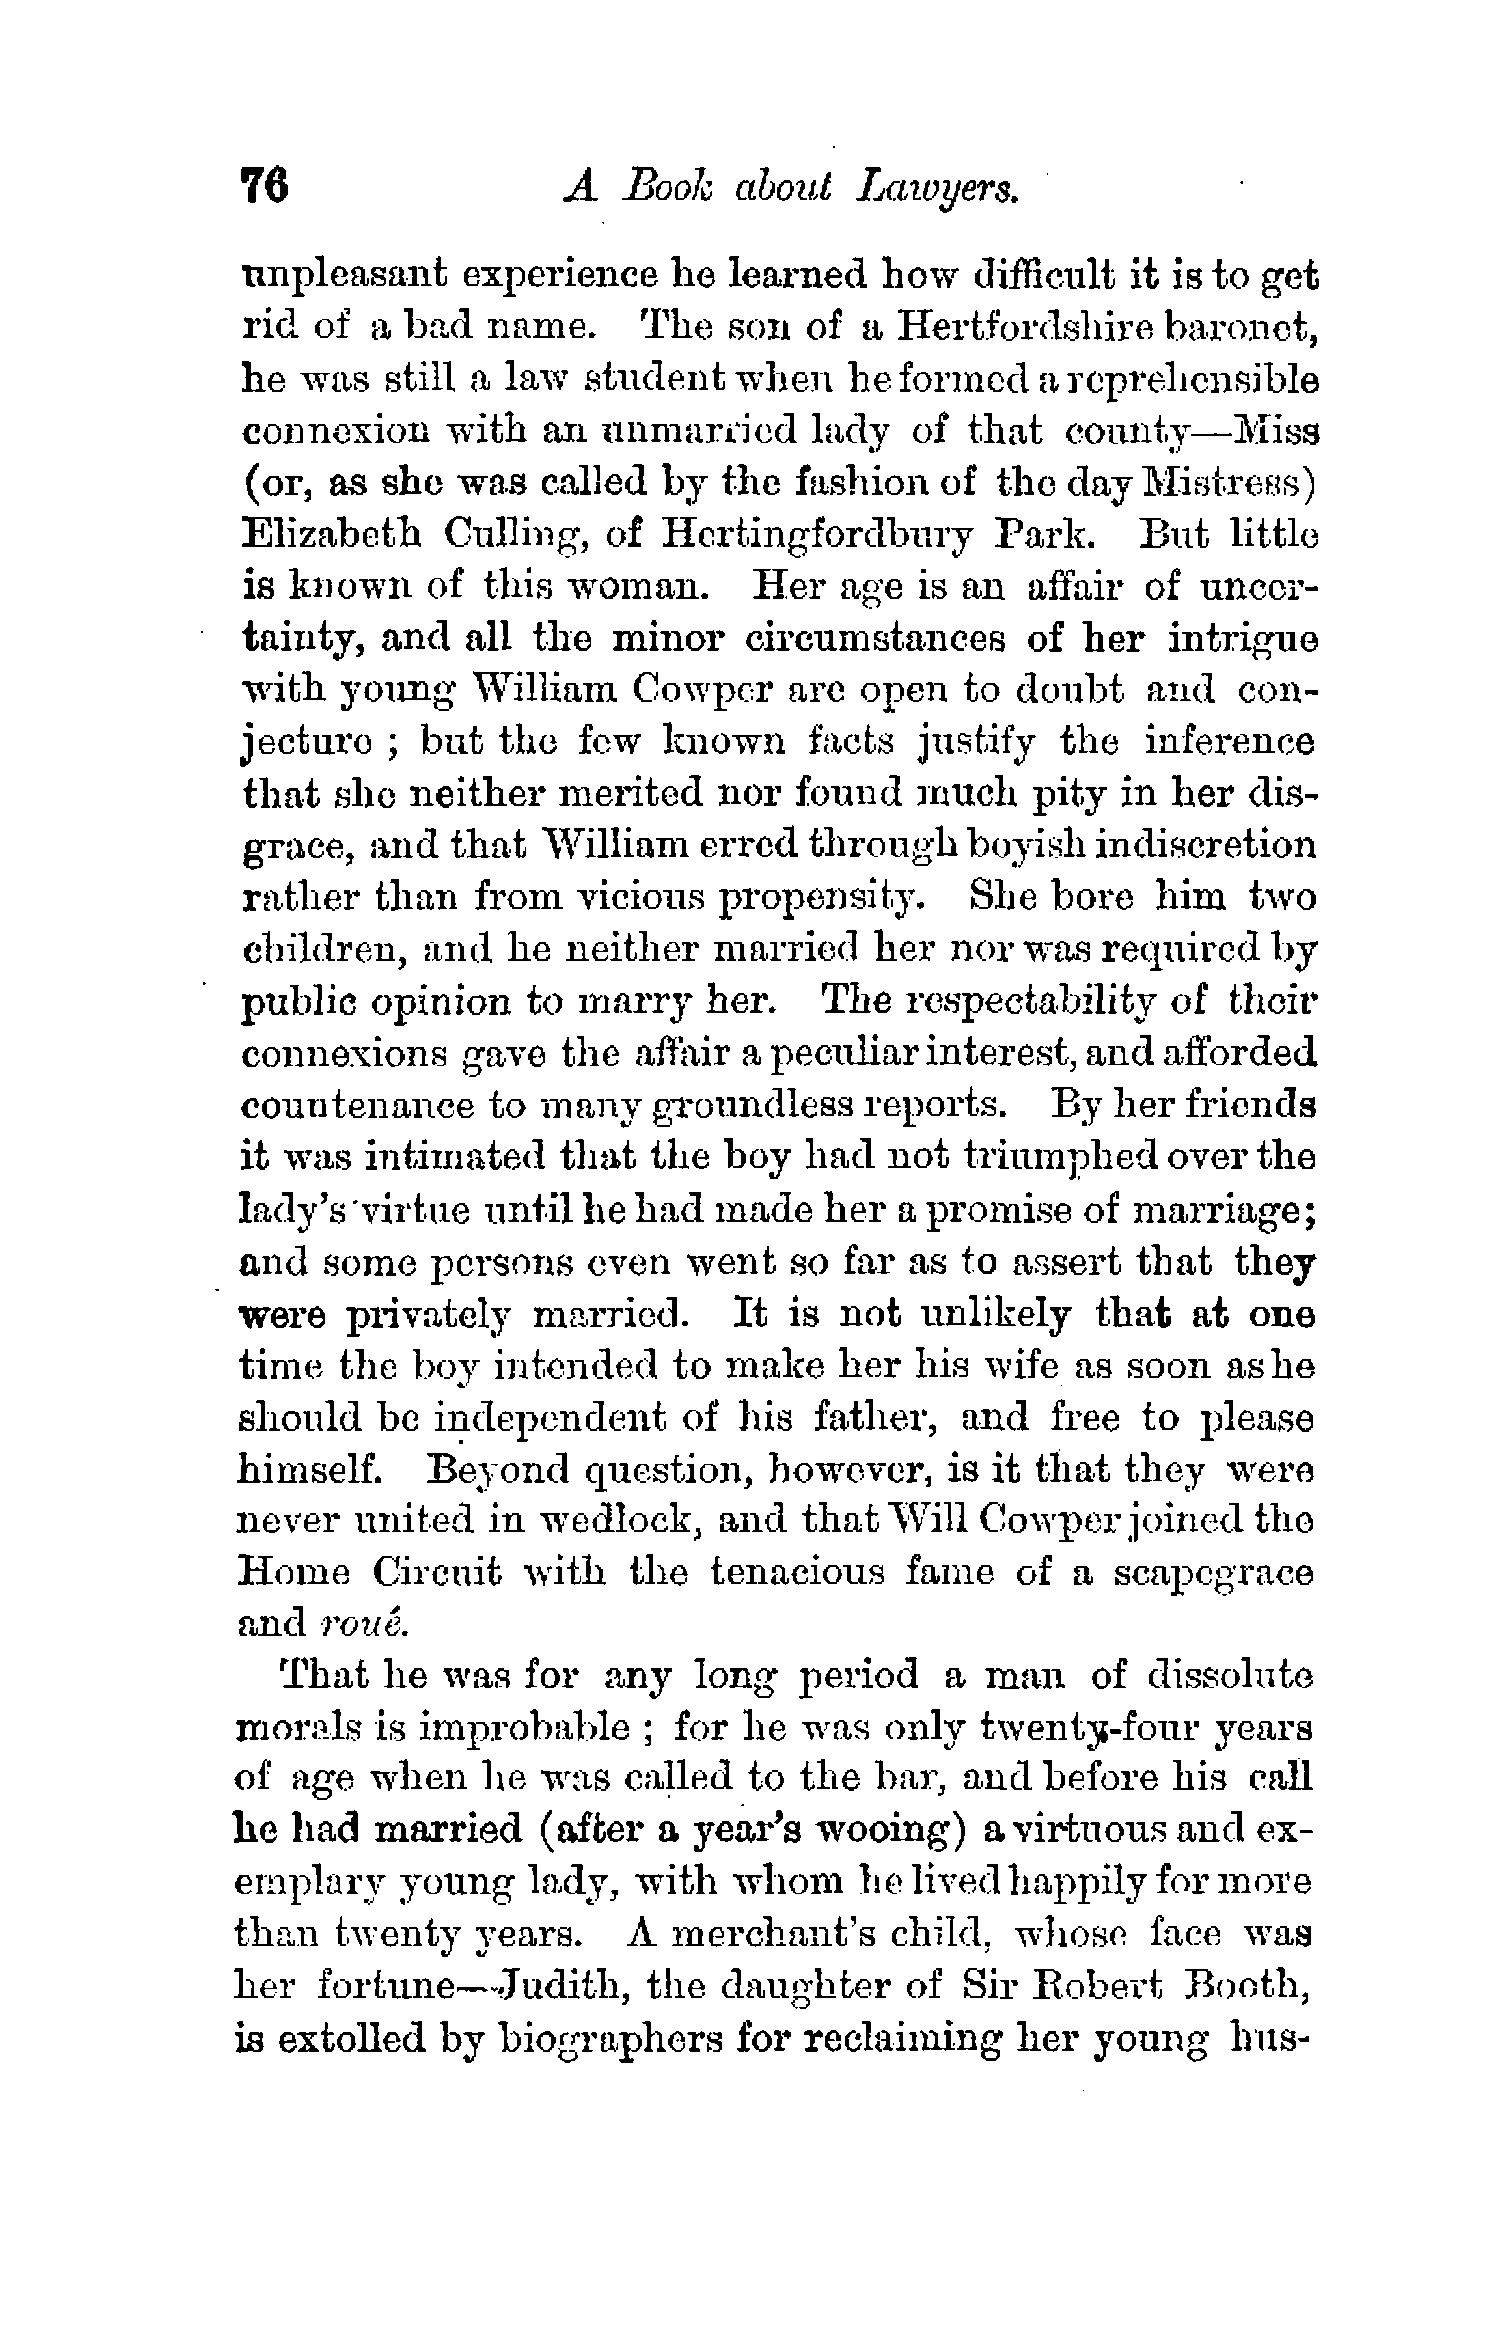 76 A Book about Lawyers.
unpleasant experience he learned how difficult it is to get
rid of a bad name. The son of a Hertfordshire baronet,
he was still a law student when he formed a reprehensible
connexion with an unmarried lady of that county—Miss
(or, as she was called by the fashion of the day Mistress)
Elizabeth Culling, of Hertingfordbury Park. But little
is known of this woman. Her age is an affair of uncer-
tainty, and all the minor circumstances of her intrigue
with young William Cowper are open to doubt and con-
jecture ; but the few known facts justify the inference
that she neither merited nor found much pity in her dis-
grace, and that William erred through boyish indiscretion
rather than from vicious propensity. She bore him two
children, and he neither married her nor was required by
public opinion to marry her. The respectability of their
connexions gave the affair a peculiar interest, and afforded
countenance to many groundless reports. By her friends
it was intimated that the boy had not triumphed over the
lady's virtue until he had made her a promise of marriage;
and some persons even went so far as to assert that they
were privately married. It is not unlikely that at one
time the boy intended to make her his wife as soon as he
should be independent of his father, and free to please
himself. Beyond question, however, is it that they were
never united in wedlock, and that Will Cowper joined the
Home Circuit with the tenacious fame of a scapegrace
and roué.
That he was for any long period a man of dissolute
morals is improbable ; for he was only twenty-four years
of age when he was called to the bar, and before his call
he had married (after a year's wooing) a virtuous and ex-
emplary young lady, with whom he lived happily for more
than twenty years. A merchant's child, whose face was
her fortune—Judith, the daughter of Sir Robert Booth,
is extolled by biographers for reclaiming her young hus-